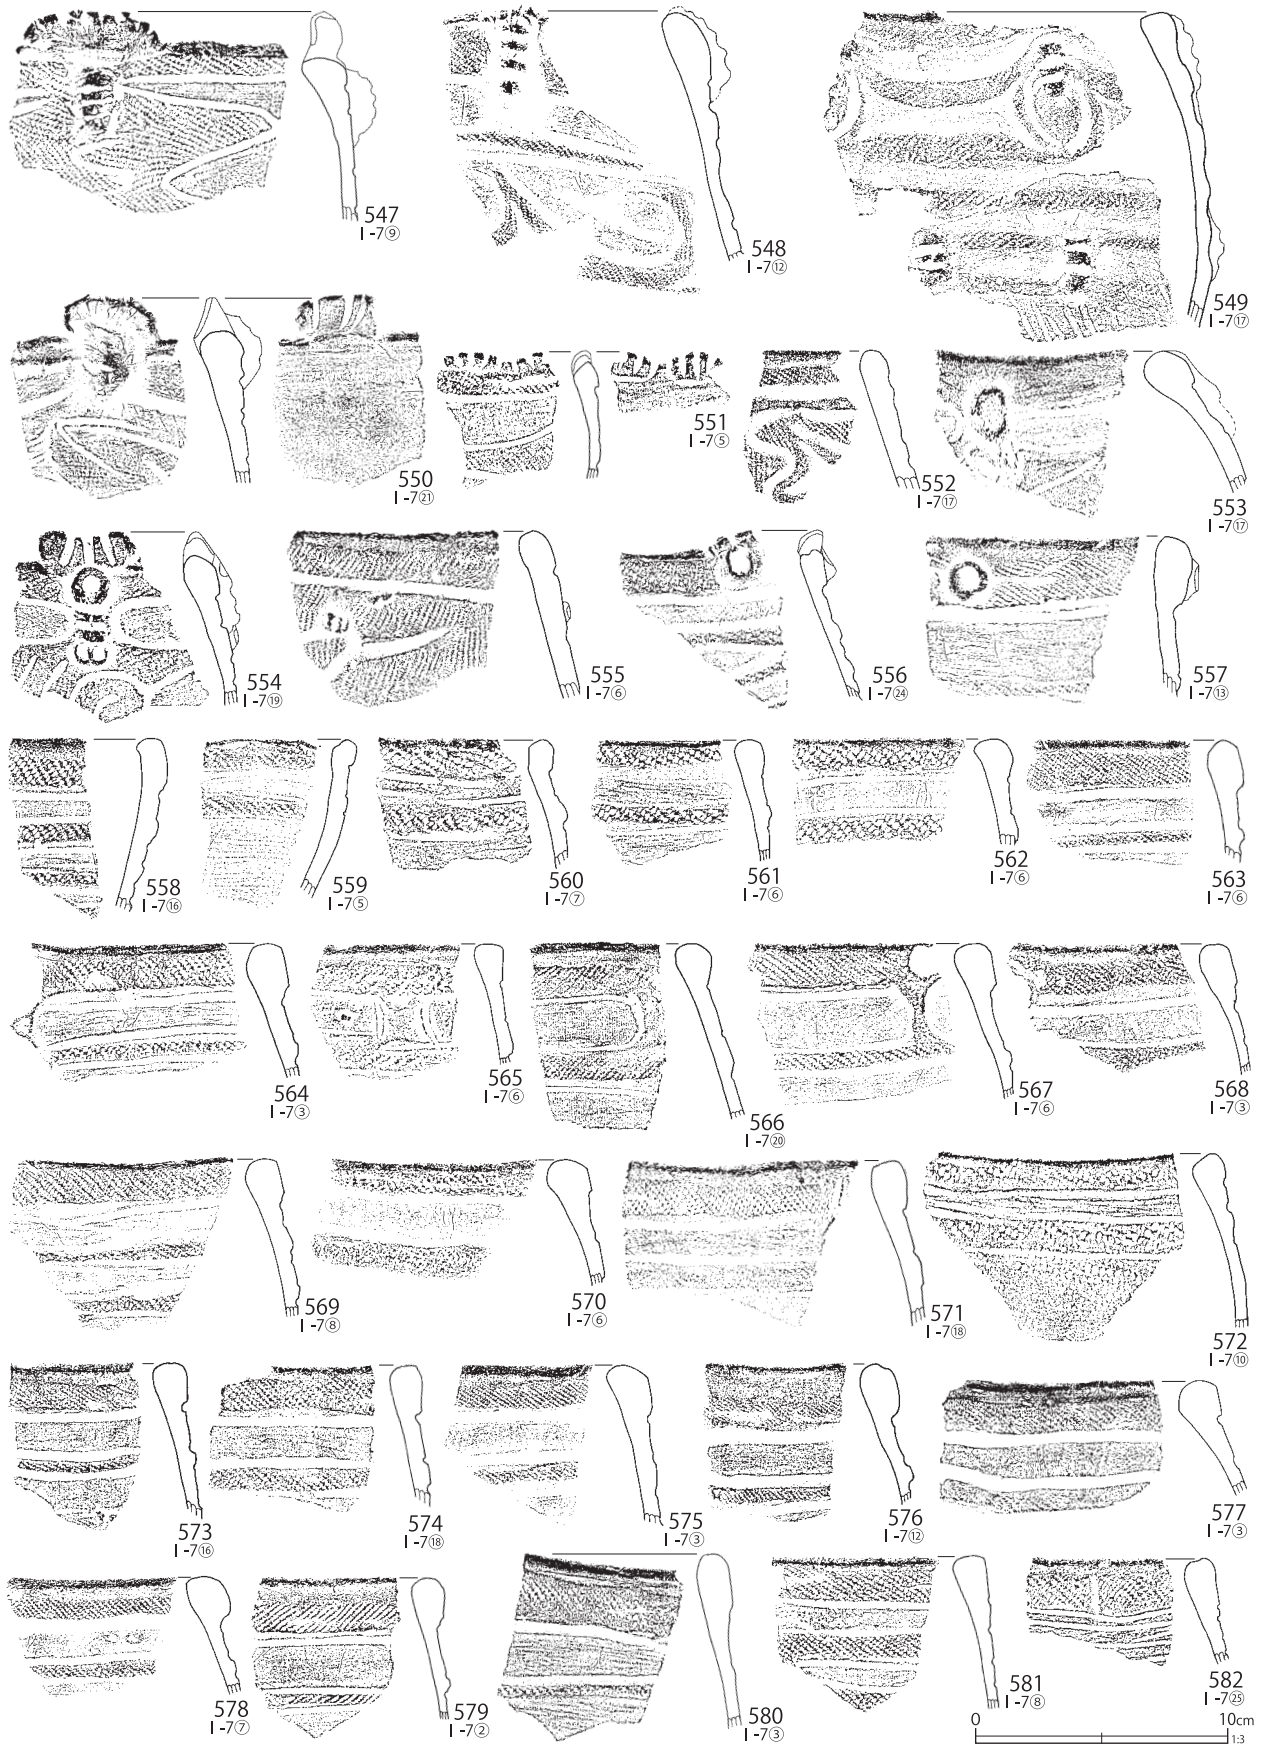 547
I -7⑨
548
I -7⑫
549
I -7⑰
550
I -7㉑
551
I -7⑤
552
I -7⑰
553
I -7⑰
554
I -7⑲
555
I -7⑥
556
I -7㉔
557
I -7⑬
558
I -7⑯
559
I -7⑤
560
I -7⑦
561
I -7⑥
562
I -7⑥
563
I -7⑥
564
I -7③
565
I -7⑥
566
I -7⑳
567
I -7⑥
568
I -7③
569
I -7⑧
570
I -7⑥
571
I -7⑱
572
I -7⑩
573
I -7⑯
574
I -7⑱
575
I -7③
576
I -7⑫
577
I -7③
578
I -7⑦
579
I -7②
580
I -7③
581
I -7⑧
582
I -7㉕
0 10cm
1:3